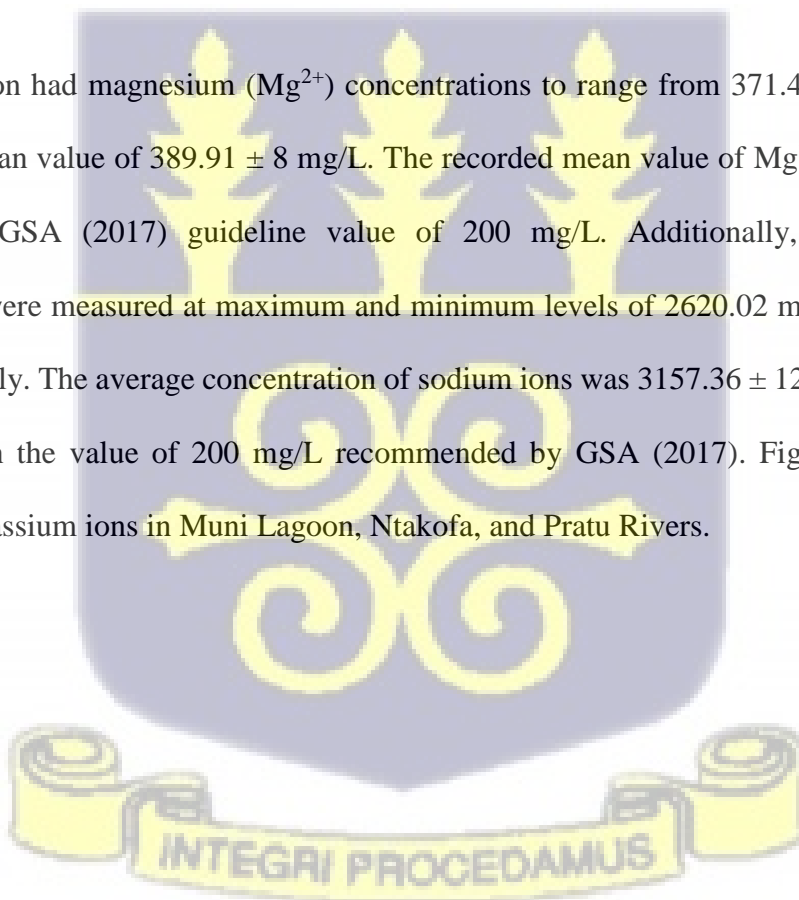 on had magnesium (Mg²⁺) concentrations to range from 371.4
an value of 389.91 ± 8 mg/L. The recorded mean value of Mg
GSA (2017) guideline value of 200 mg/L. Additionally,
were measured at maximum and minimum levels of 2620.02 m
ly. The average concentration of sodium ions was 3157.36 ± 12
n the value of 200 mg/L recommended by GSA (2017). Fig
assium ions in Muni Lagoon, Ntakofa, and Pratu Rivers.
INTEGRI PROCEDAMUS